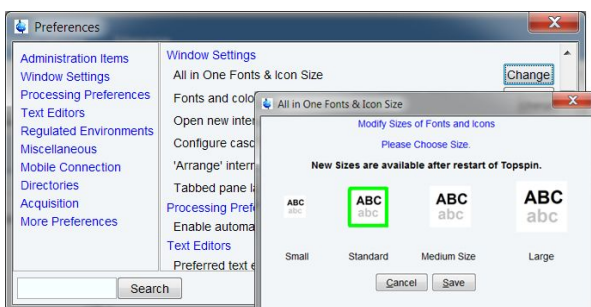 Preferences
Administration Items
Window Settings
Processing Preferences
Text Editors
Regulated Environments
Miscellaneous
Mobile Connection
Directories
Acquisition
More Preferences
Search
Window Settings
All in One Fonts & Icon Size
Change
Fonts and colo
Open new inter
Configure casc
'Arrange' interr
Tabbed pane la
Processing Prefe
Enable automa
Text Editors
Preferred text e
All in One Fonts & Icon Size
Modify Sizes of Fonts and Icons
Please Choose Size.
New Sizes are available after restart of Topspin.
ABC ABC ABC ABC
abc abc abc abc
Small Standard Medium Size Large
Cancel Save